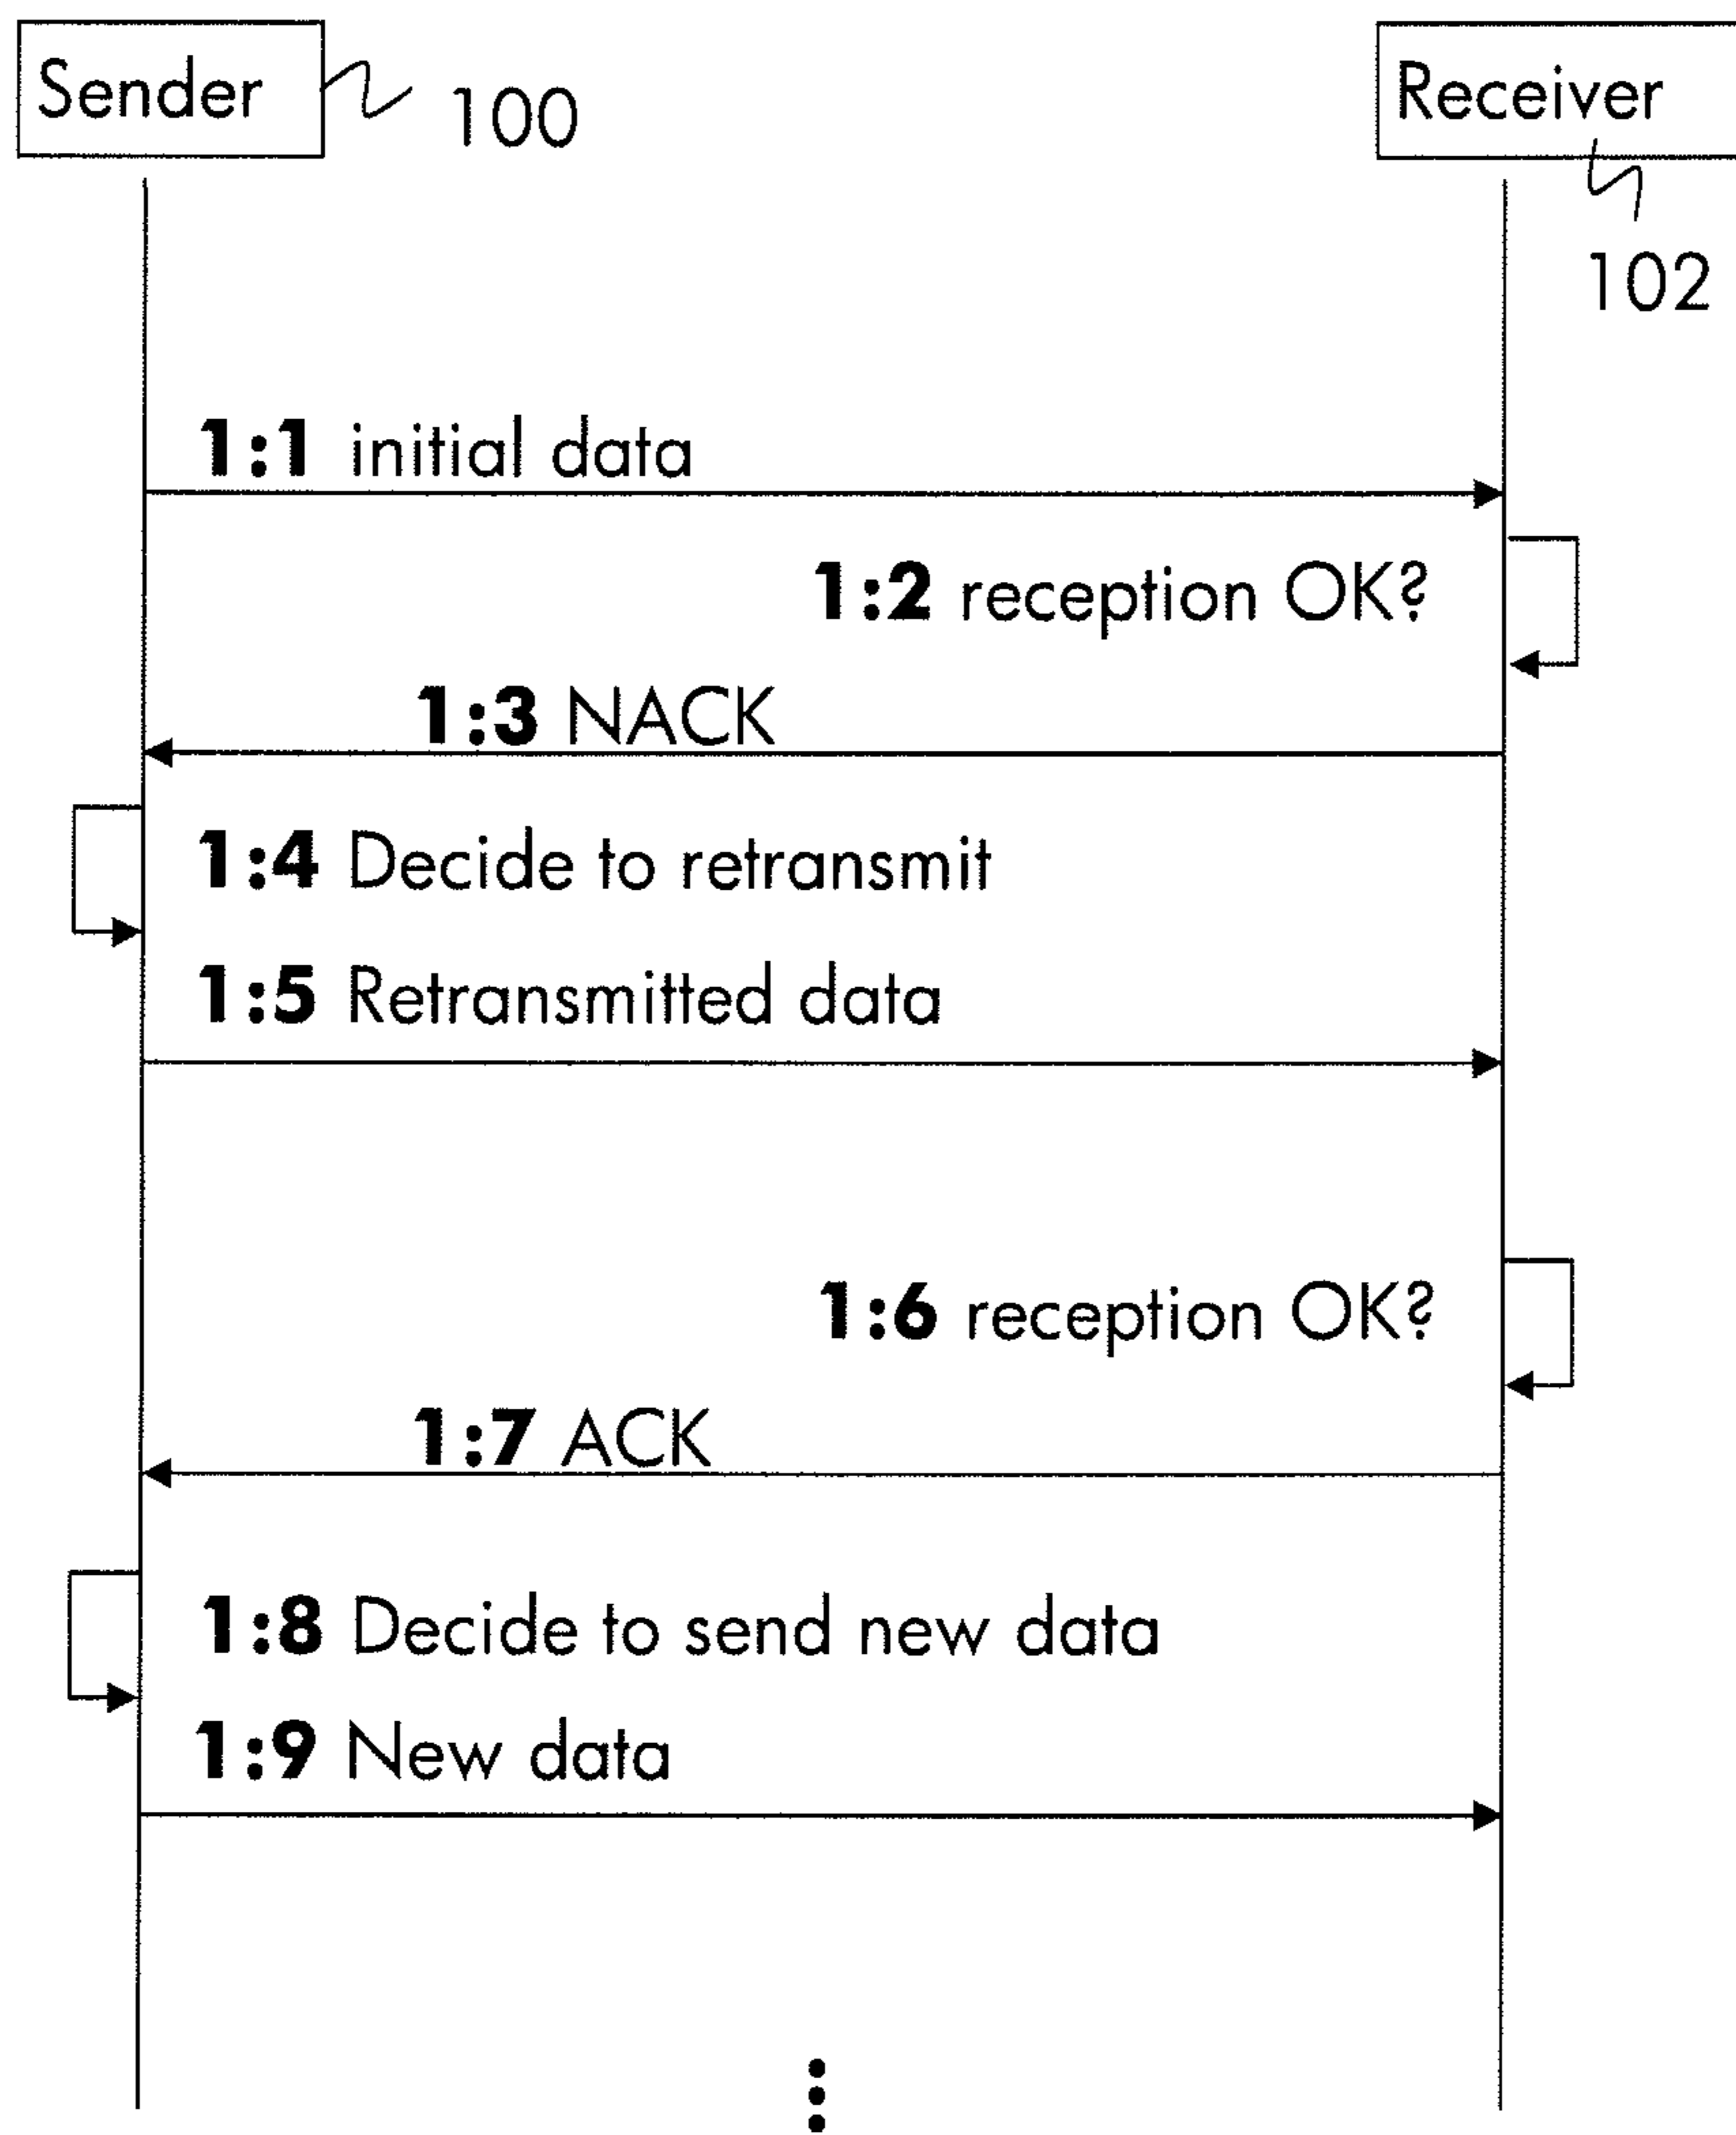 Sender
100
Receiver
102
1:1 initial data
1:2 reception OK?
1:3 NACK
1:4 Decide to retransmit
1:5 Retransmitted data
1:6 reception OK?
1:7 ACK
1:8 Decide to send new data
1:9 New data